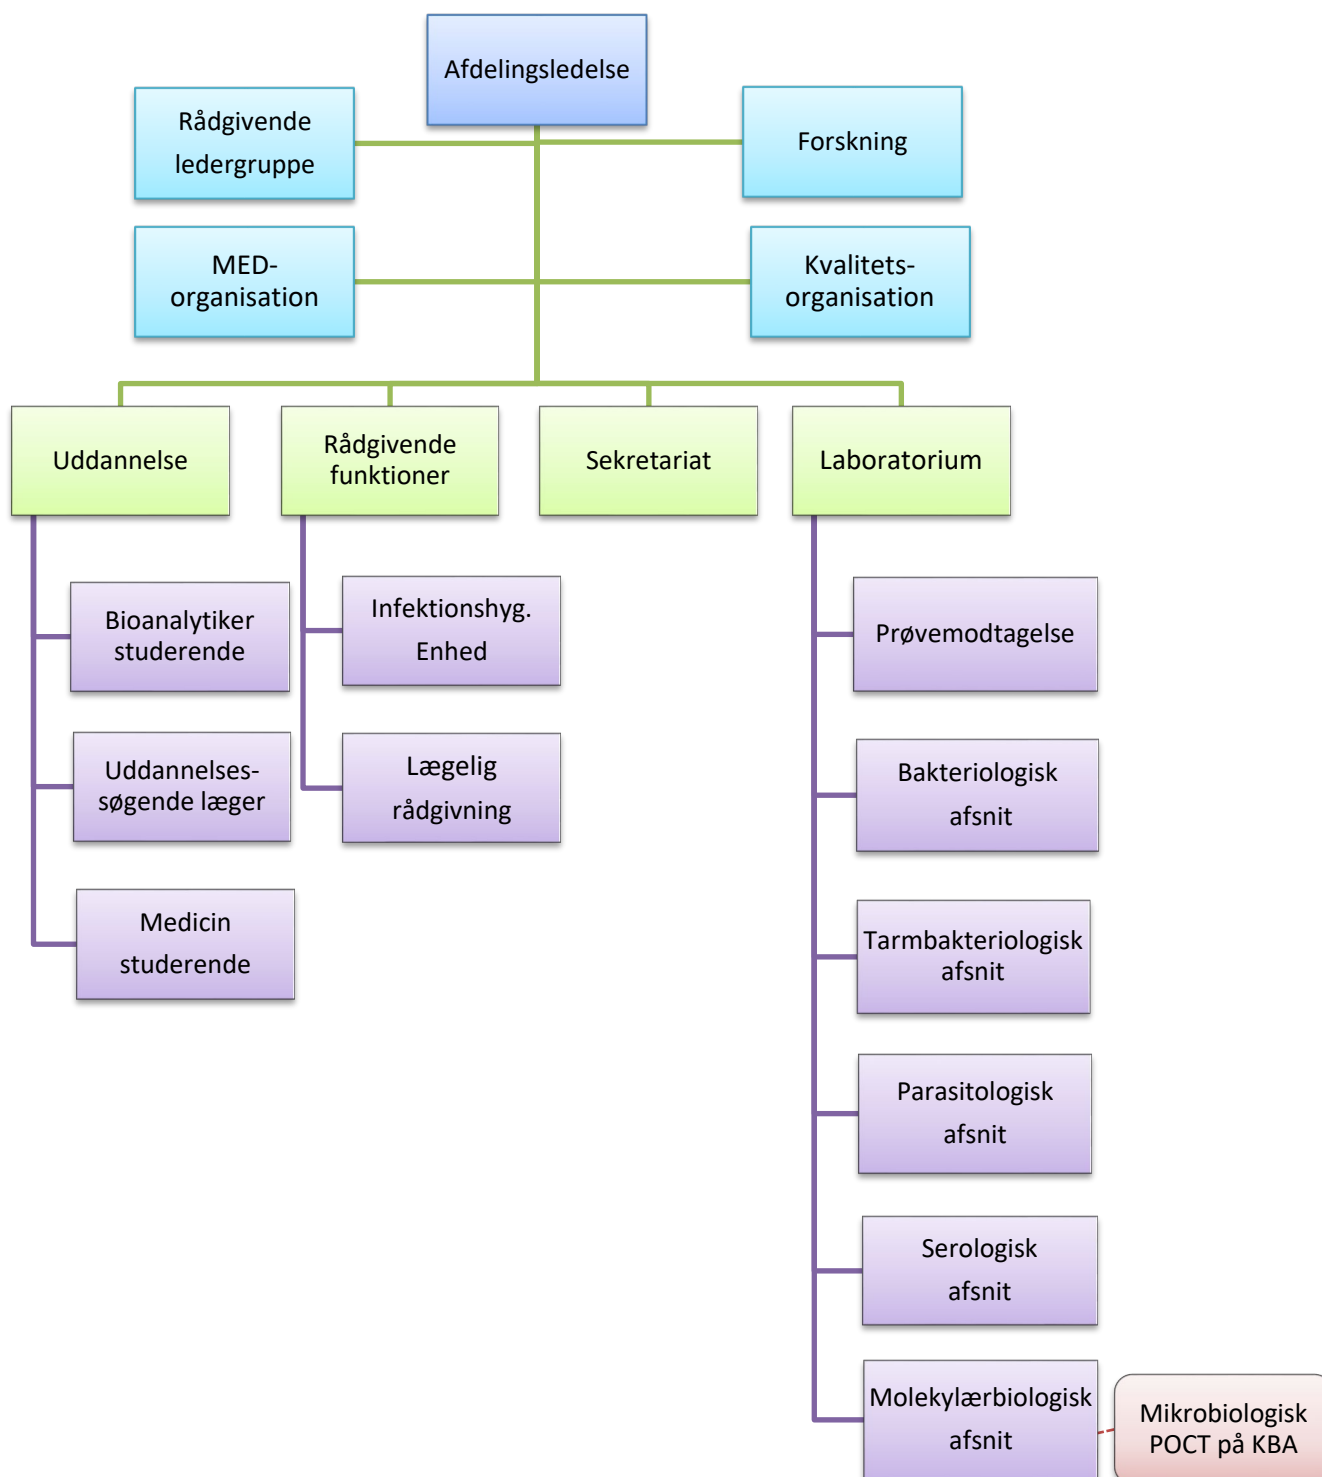 Afdelingsledelse
Rådgivende
ledergruppe
Forskning
MED-
organisation
Kvalitets-
organisation
Uddannelse
Rådgivende
funktioner
Sekretariat
Laboratorium
Bioanalytiker
studerende
Uddannelses-
søgende læger
Medicin
studerende
Infektionshyg.
Enhed
Lægelig
rådgivning
Prøvemodtagelse
Bakteriologisk
afsnit
Tarmbakteriologisk
afsnit
Parasitologisk
afsnit
Serologisk
afsnit
Molekylærbiologisk
afsnit
Mikrobiologisk
POCT på KBA